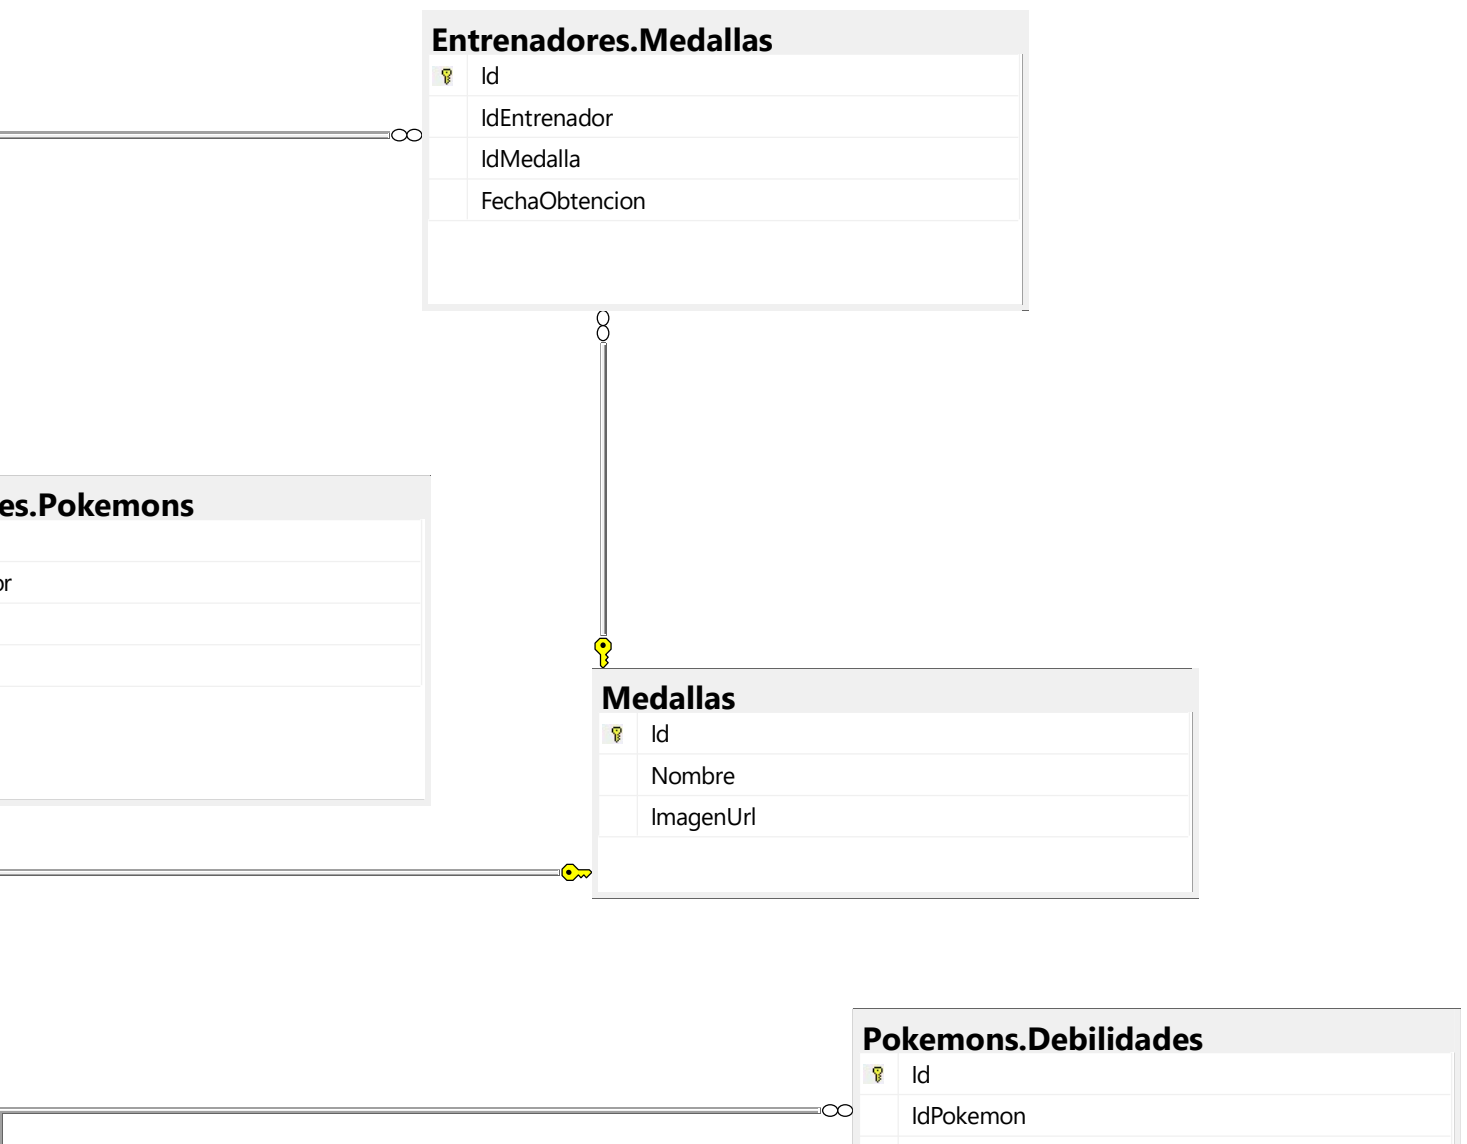 Entrenadores.Medallas
Id
IdEntrenador
IdMedalla
FechaObtencion
es.Pokemons
or
Medallas
Id
Nombre
ImagenUrl
Pokemons.Debilidades
Id
IdPokemon